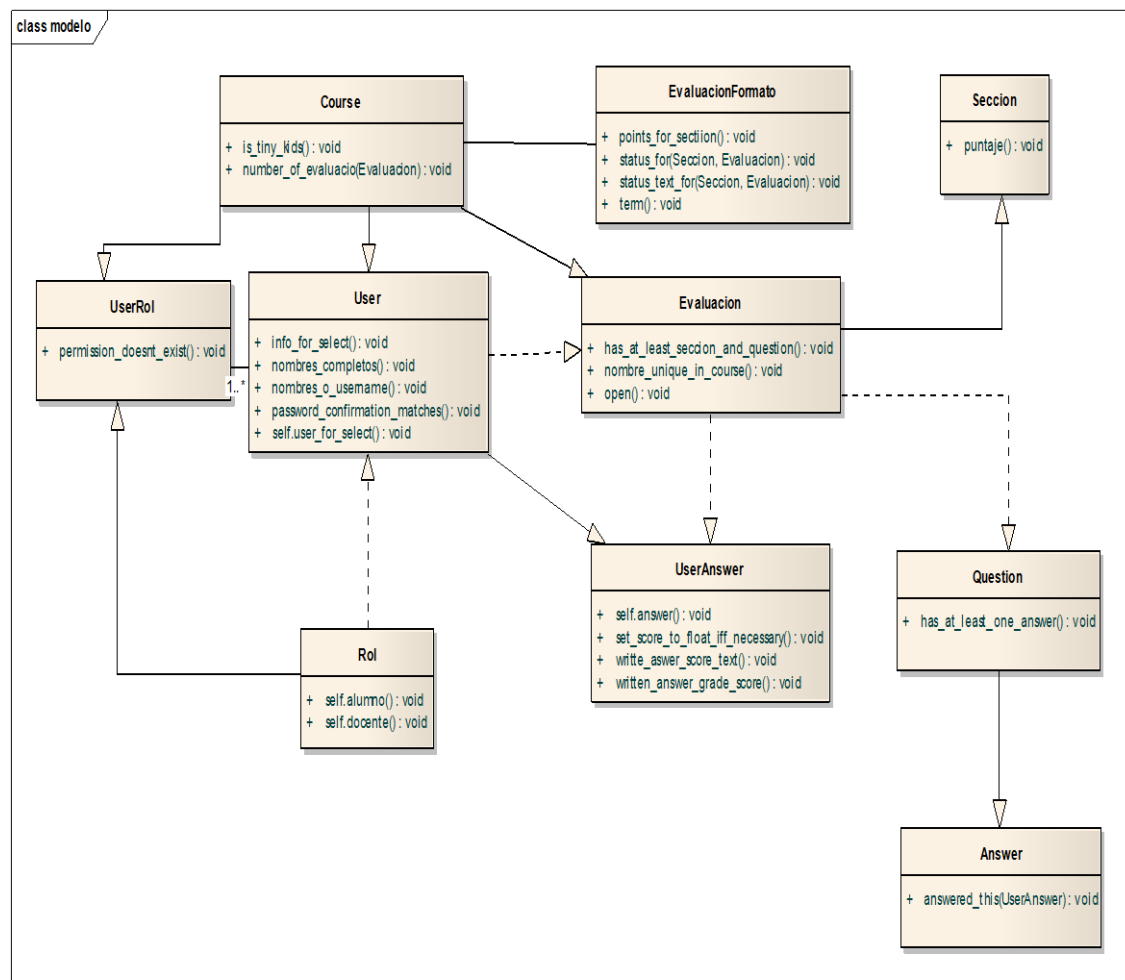 class modelo
Course
+ is_tiny_kids() : void
+ number_of_evaluacio(Evaluacion) : void
EvaluacionFormato
+ points_for_sectiion() : void
+ status_for(Seccion, Evaluacion) : void
+ status_text_for(Seccion, Evaluacion) : void
+ term() : void
Seccion
+ puntaje() : void
UserRol
+ permission_doesnt_exist() : void
1..*
User
+ info_for_select() : void
+ nombres_completos() : void
+ nombres_o_username() : void
+ password_confirmation_matches() : void
+ self.user_for_select() : void
Evaluacion
+ has_at_least_seccion_and_question() : void
+ nombre_unique_in_course() : void
+ open() : void
UserAnswer
+ self.answer() : void
+ set_score_to_float_iff_necessary() : void
+ writte_aswer_score_text() : void
+ written_answer_grade_score() : void
Question
+ has_at_least_one_answer() : void
Rol
+ self.alumno() : void
+ self.docente() : void
Answer
+ answered_this(UserAnswer) : void